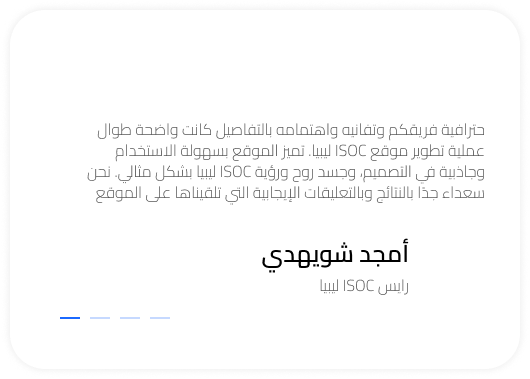 حترافية فريقكم وتفانيه واهتمامه بالتفاصيل كانت واضحة طوال
عملية تطوير موقع ISOC ليبيا. تميز الموقع بسهولة الاستخدام
وجاذبية في التصميم، وجسد روح ورؤية ISOC ليبيا بشكل مثالي. نحن
سعداء جدًا بالنتائج وبالتعليقات الإيجابية التي تلقيناها على الموقع
أمجد شويهدي
رايس ISOC ليبيا